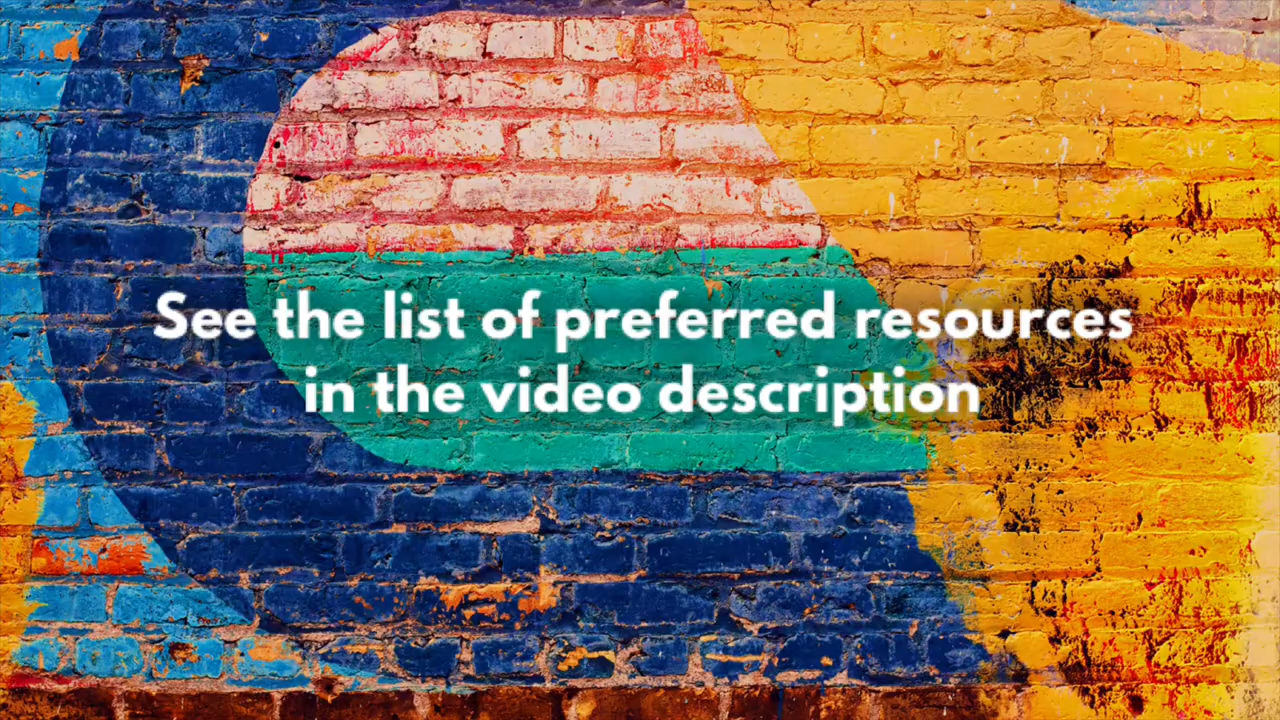 See the list of preferred resources
in the video description